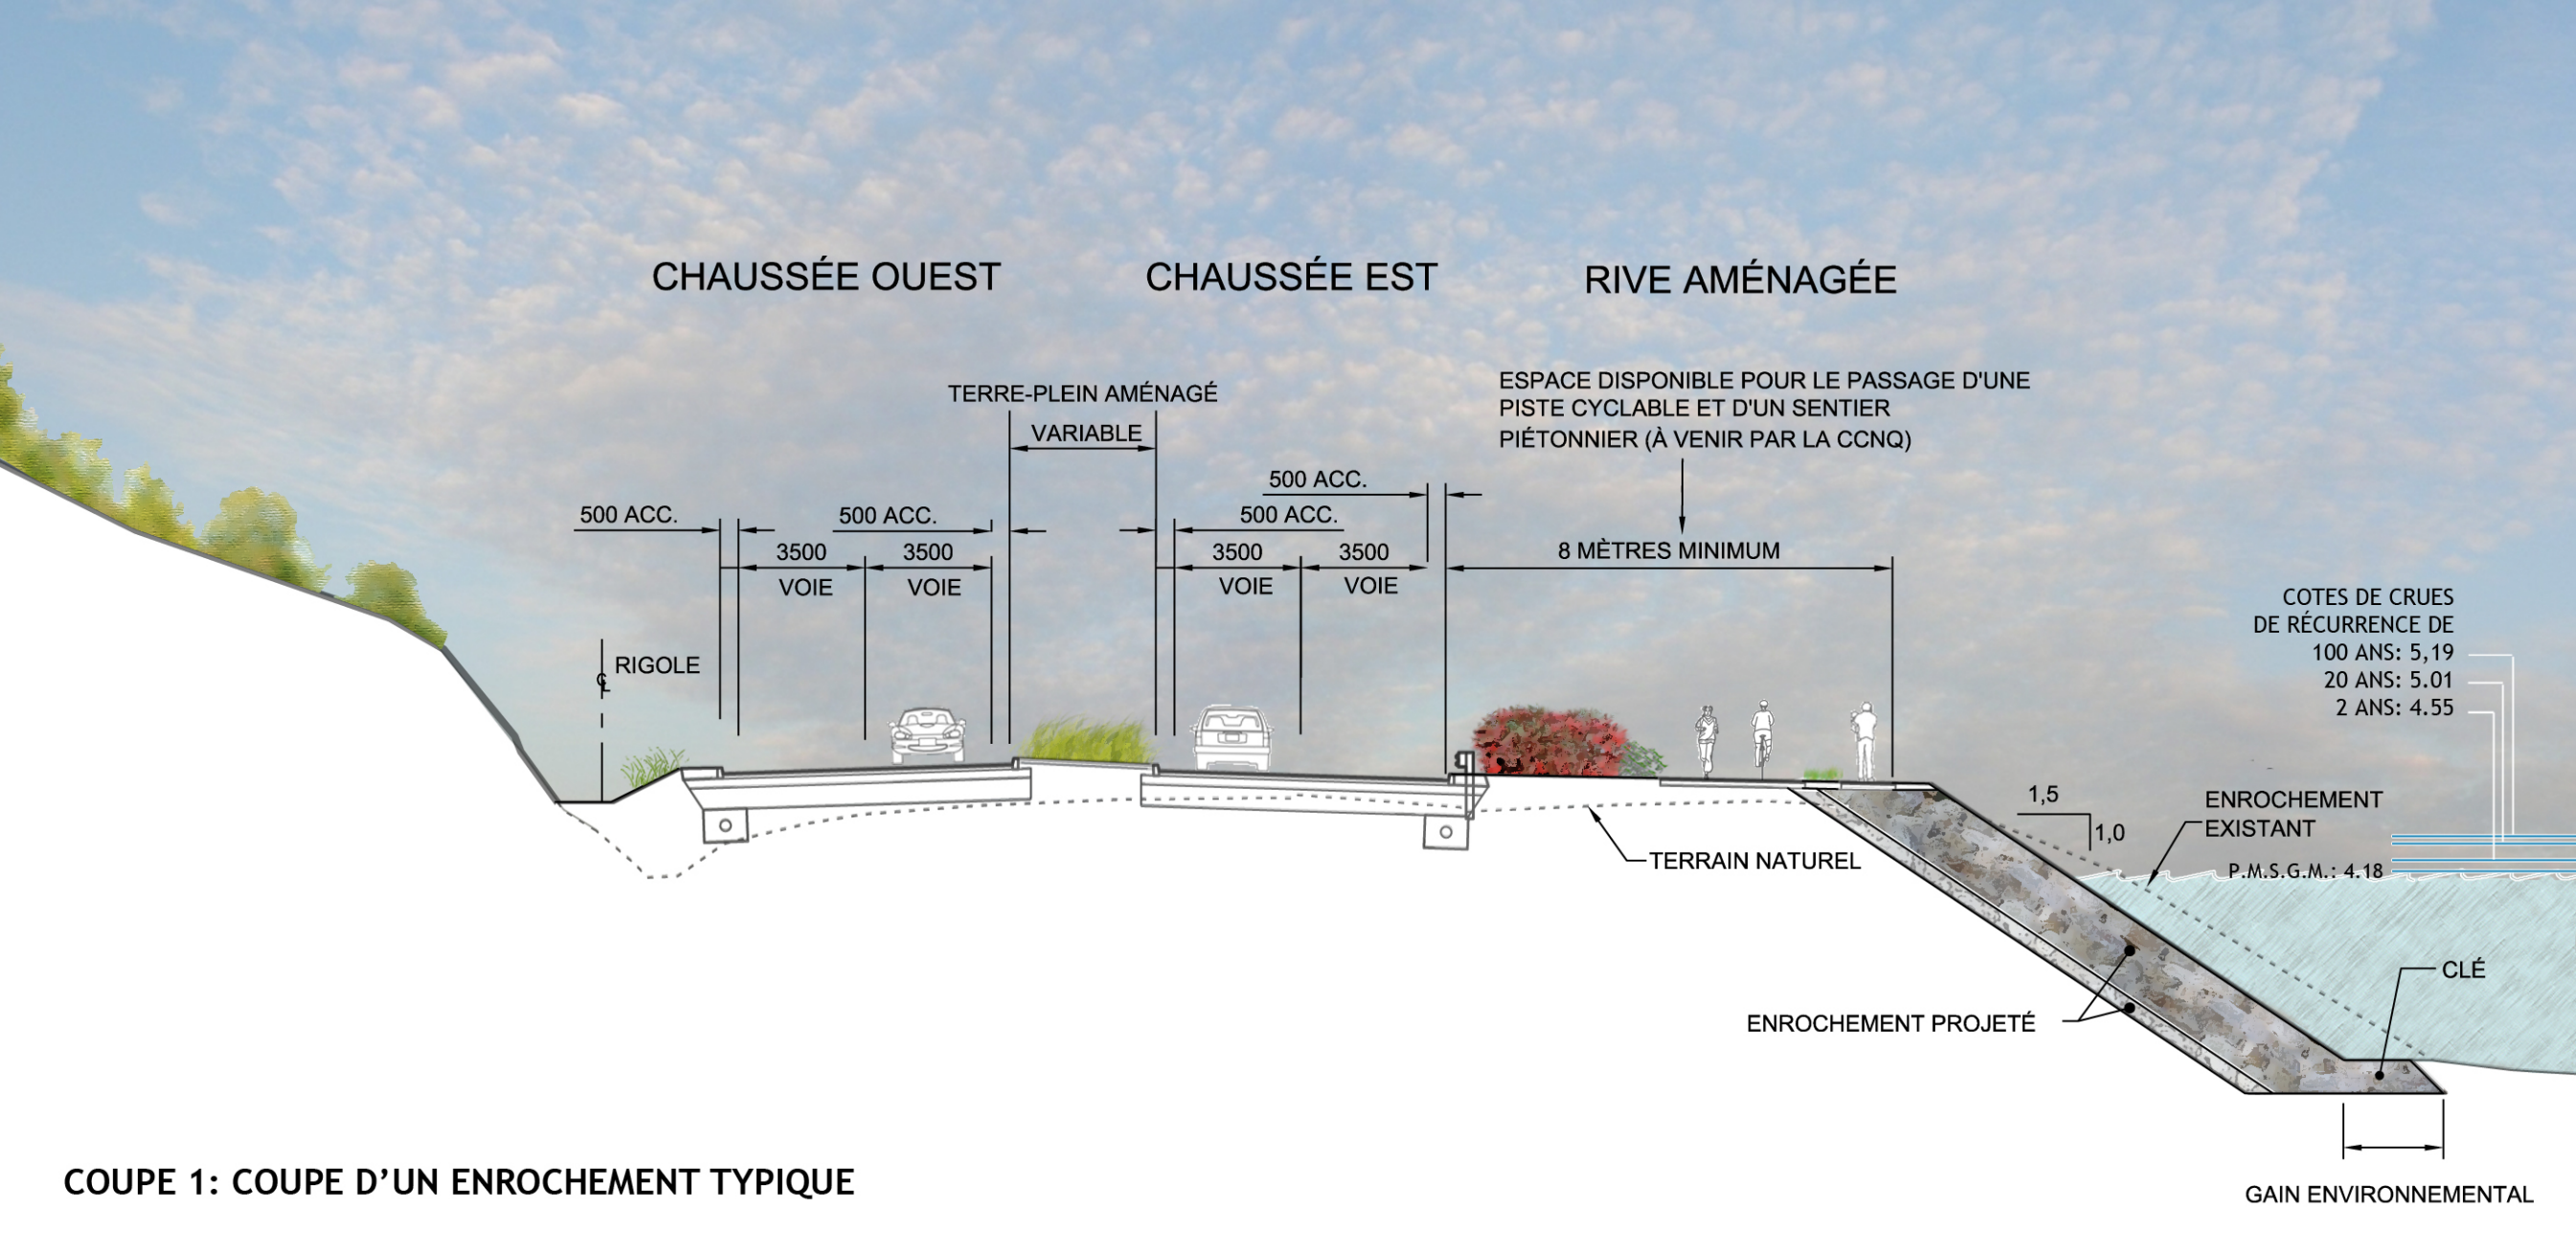 CHAUSSÉE OUEST
CHAUSSÉE EST
RIVE AMÉNAGÉE
TERRE-PLEIN AMÉNAGÉ
VARIABLE
ESPACE DISPONIBLE POUR LE PASSAGE D'UNE
PISTE CYCLABLE ET D'UN SENTIER
PIÉTONNIER (À VENIR PAR LA CCNQ)
500 ACC.
500 ACC.
500 ACC.
500 ACC.
3500
VOIE
3500
VOIE
3500
VOIE
3500
VOIE
8 MÈTRES MINIMUM
COTES DE CRUES
DE RÉCURRENCE DE
100 ANS: 5,19
20 ANS: 5.01
2 ANS: 4.55
RIGOLE
1,5
1,0
ENROCHEMENT
EXISTANT
TERRAIN NATUREL
P.M.S.G.M.: 4.18
CLÉ
ENROCHEMENT PROJETÉ
COUPE 1: COUPE D’UN ENROCHEMENT TYPIQUE
GAIN ENVIRONNEMENTAL